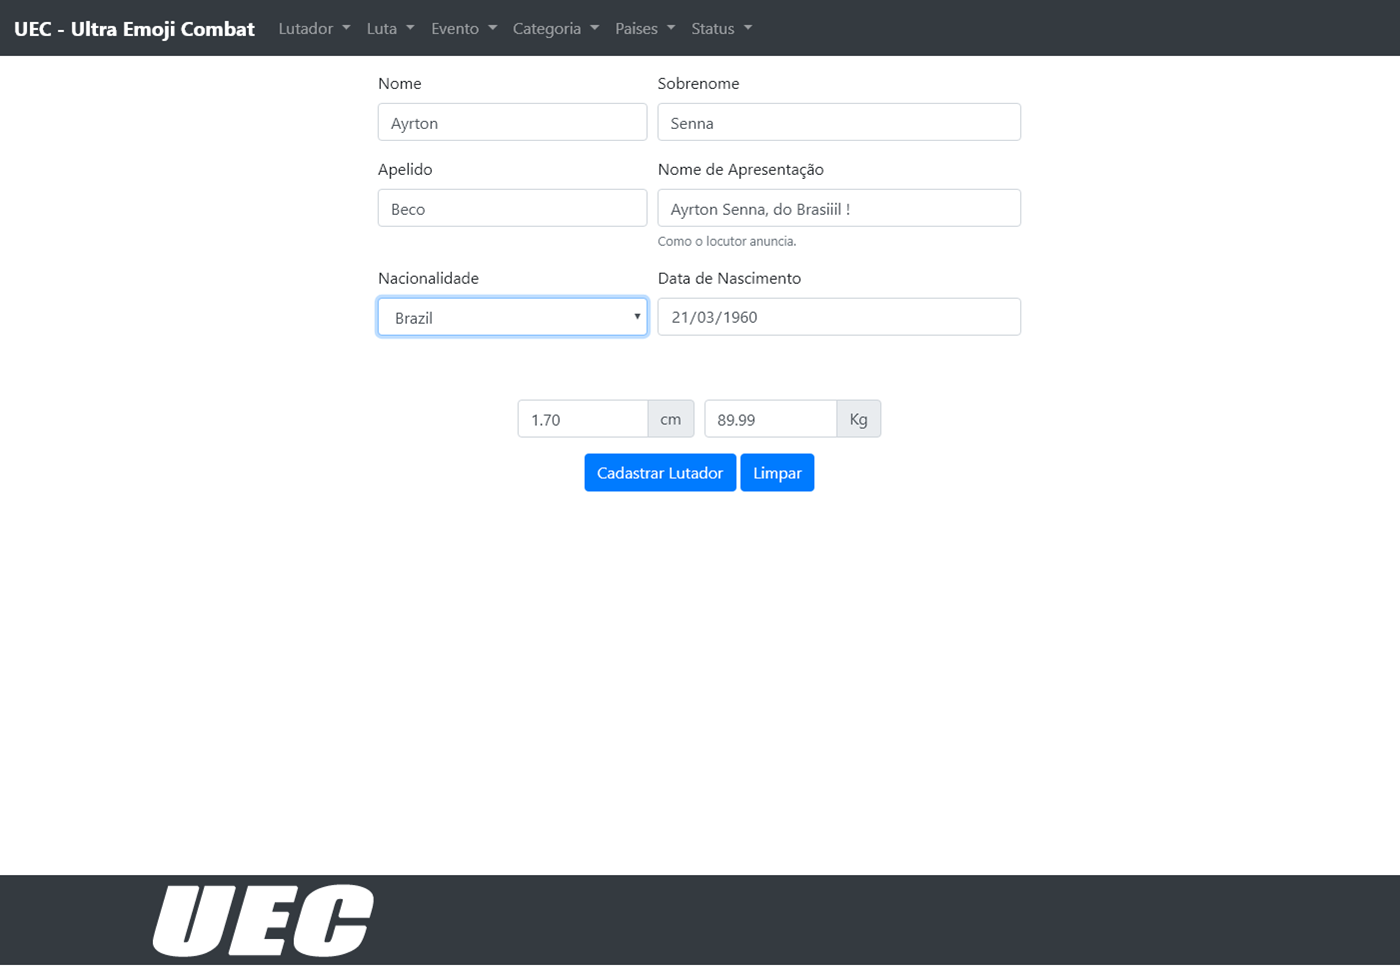 UEC - Ultra Emoji Combat Lutador Luta Evento Categoria Paises Status
Nome Sobrenome
Ayrton Senna
Apelido Nome de Apresentação
Beco Ayrton Senna, do Brasiiil !
Como o locutor anuncia.
Nacionalidade Data de Nascimento
Brazil 21/03/1960
1.70 cm 89.99 Kg
Cadastrar Lutador Limpar
UEC